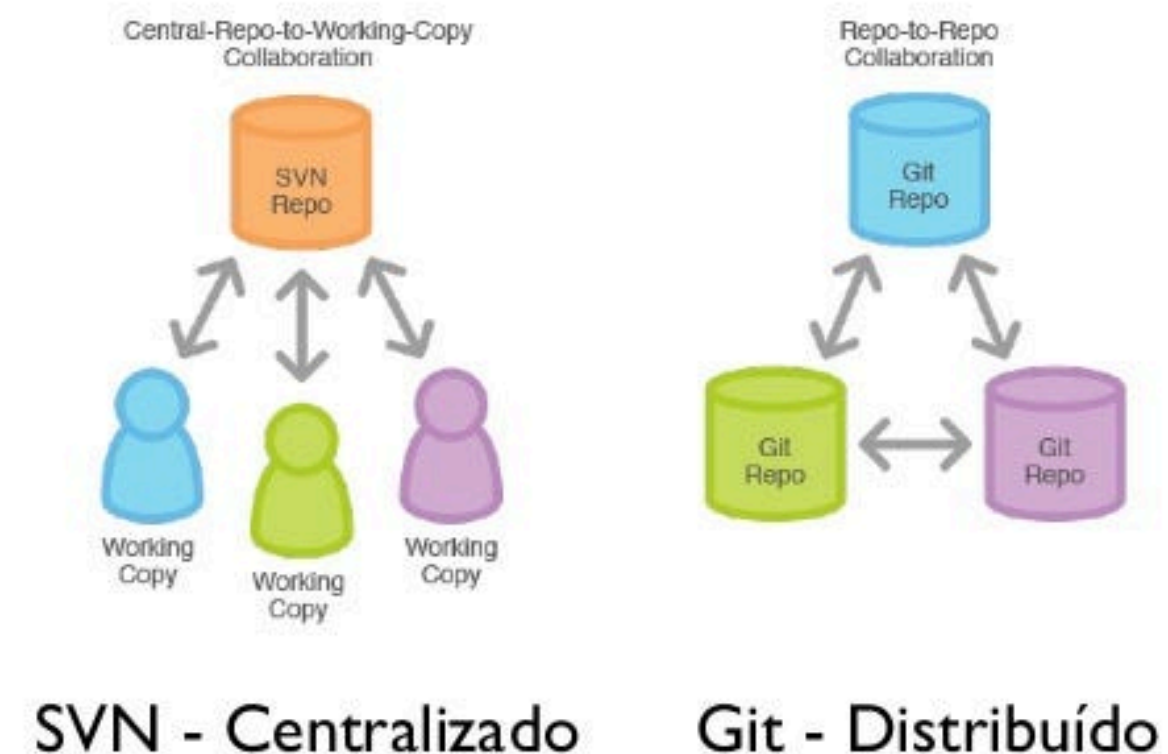 Central-Repo-to-Working-Copy
Collaboration
SVN
Repo
Working
Copy
Working
Copy
Working
Copy
Repo-to-Repo
Collaboration
Git
Repo
Git
Repo
Git
Repo
SVN - Centralizado
Git - Distribuído